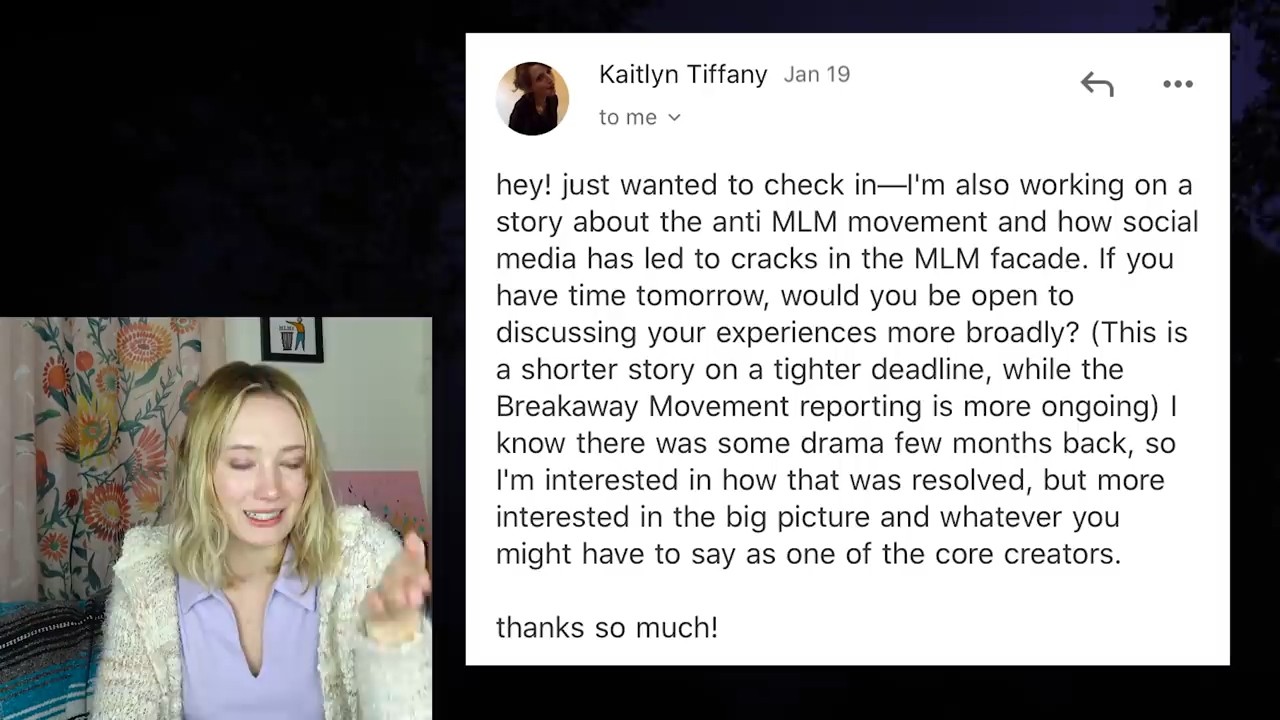 Kaitlyn Tiffany Jan 19
to me
hey! just wanted to check in—I'm also working on a
story about the anti MLM movement and how social
media has led to cracks in the MLM facade. If you
have time tomorrow, would you be open to
discussing your experiences more broadly? (This is
a shorter story on a tighter deadline, while the
Breakaway Movement reporting is more ongoing) I
know there was some drama few months back, so
I'm interested in how that was resolved, but more
interested in the big picture and whatever you
might have to say as one of the core creators.
thanks so much!